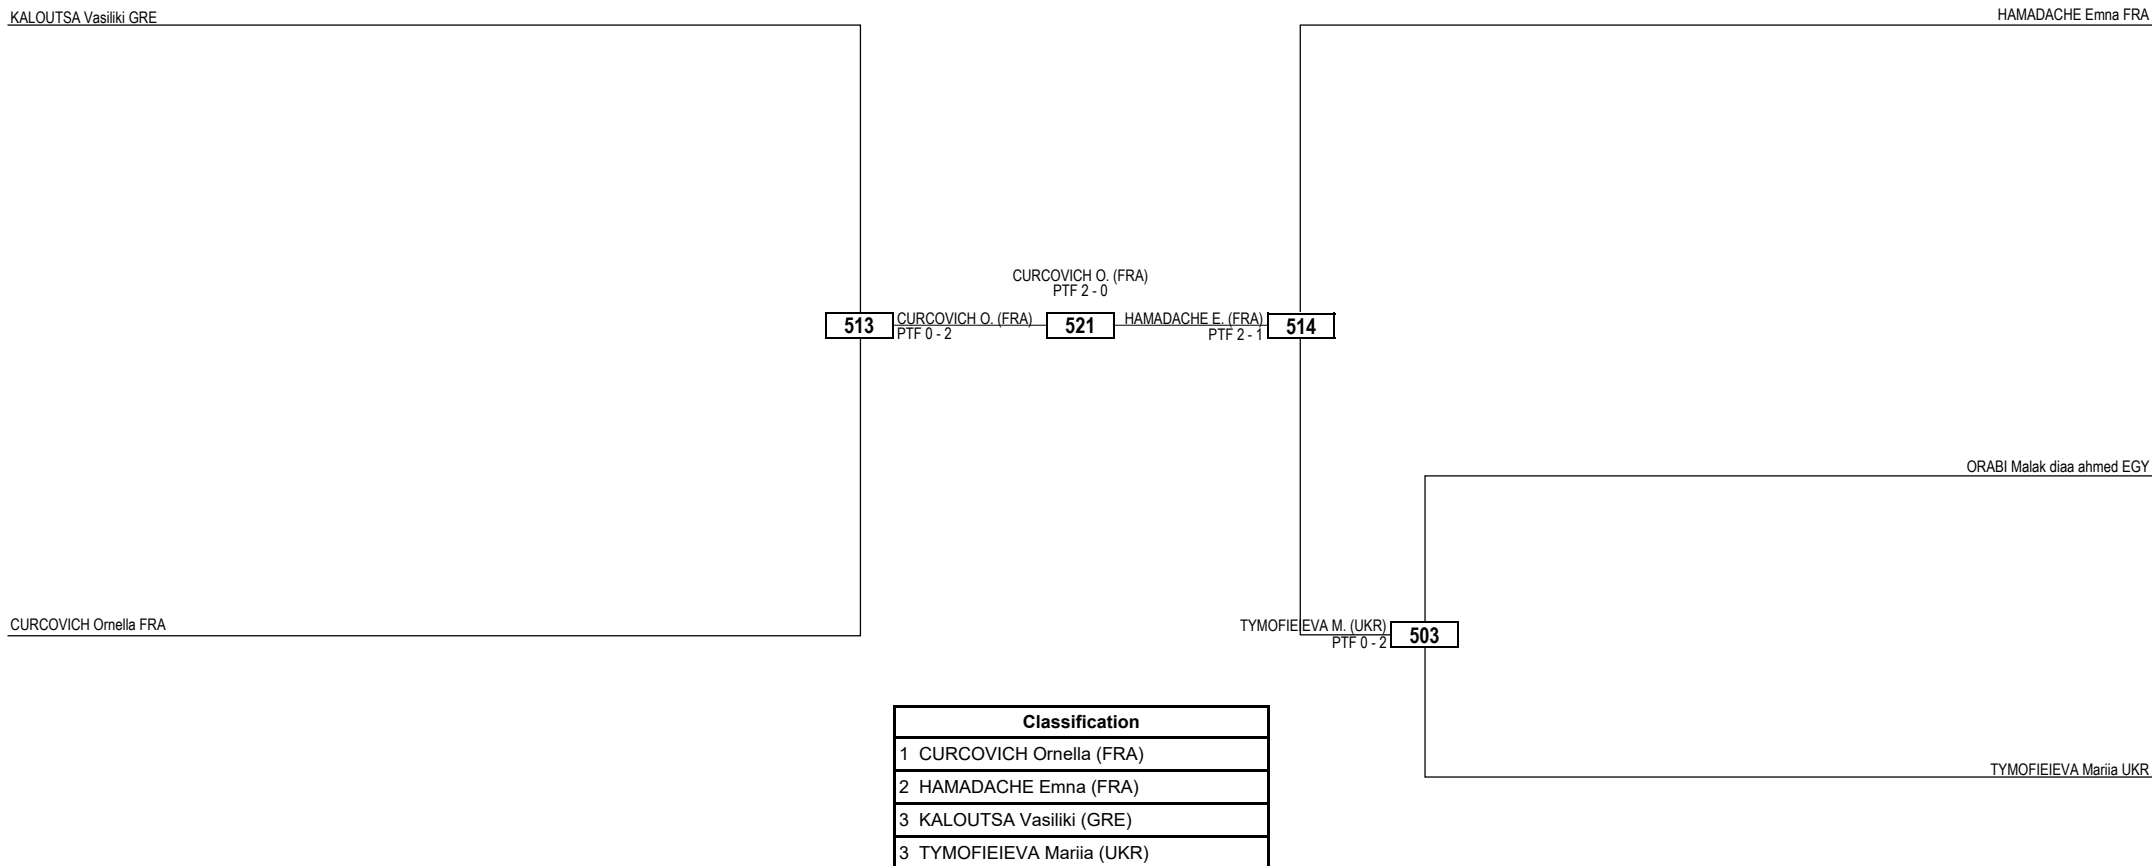 KALOUTSA Vasiliki GRE
HAMADACHE Emna FRA
CURCOVICH O. (FRA)
PTF 2 - 0
513
CURCOVICH O. (FRA)
PTF 0 - 2
521
HAMADACHE E. (FRA)
PTF 2 - 1
514
ORABI Malak diaa ahmed EGY
CURCOVICH Ornella FRA
TYMOFIEIEVA M. (UKR)
PTF 0 - 2
503
TYMOFIEIEVA Mariia UKR
Classification
1 CURCOVICH Ornella (FRA)
2 HAMADACHE Emna (FRA)
3 KALOUTSA Vasiliki (GRE)
3 TYMOFIEIEVA Mariia (UKR)